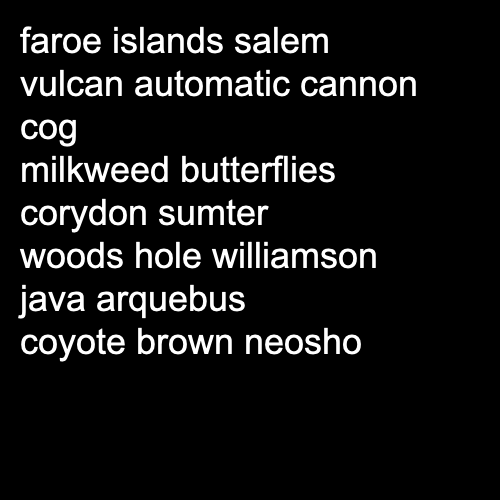 faroe islands salem
vulcan automatic cannon
cog
milkweed butterflies
corydon sumter
woods hole williamson
java arquebus
coyote brown neosho